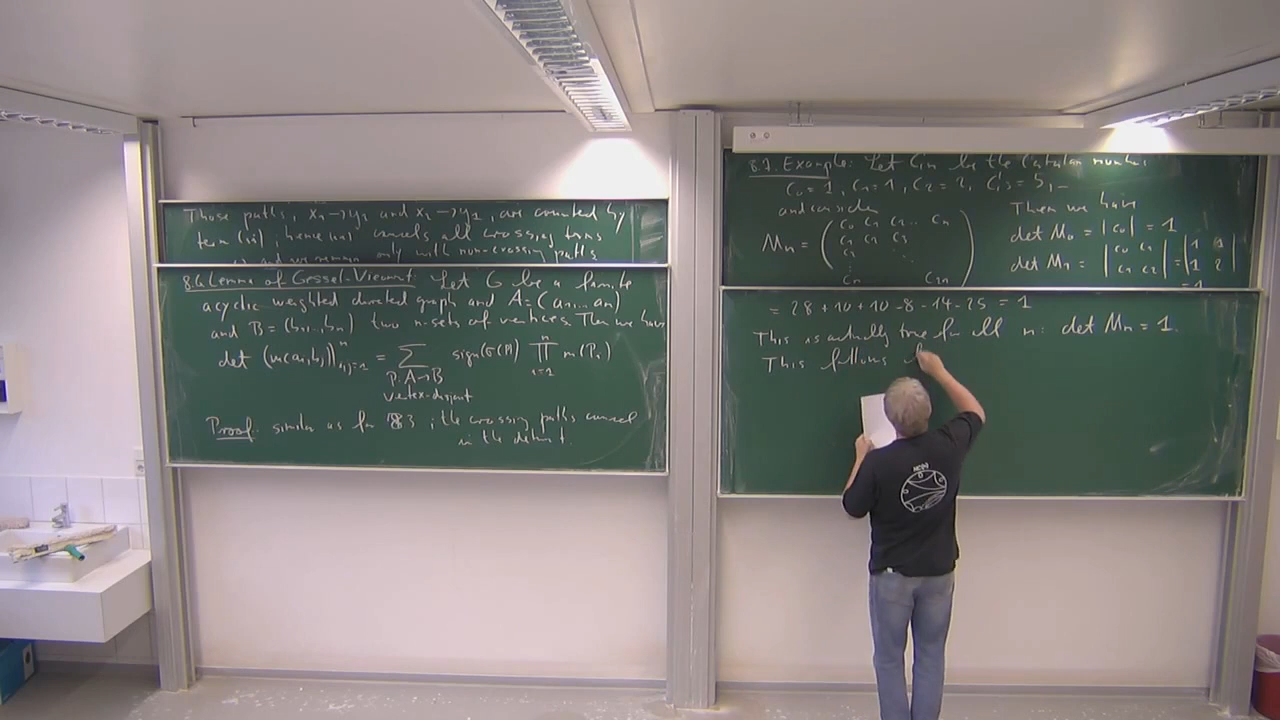 Those paths, x₁→y₂ and x₂→y₁, are counted by
term (ii), hence (ii) cancels all crossing terms
and we remain only with non-crossing paths
8.6 Lemma of Gessel-Viennot: Let G be a finite
acyclic weighted directed graph and A = (a₁,...,aₙ)
and B = (b₁,...,bₙ) two n-sets of vertices. Then we have
det (m(aᵢ,bⱼ))ⁿᵢ,ⱼ₌₁ = ∑ sign(σ(P)) ∏ m(Pᵢ)
P: A→B
vertex-disjoint
n
i=1
Proof: similar as for 8.3; the crossing paths cancel
in the determinant.
8.7. Example: Let Cn be the Catalan numbers
C₀ = 1, C₁ = 1, C₂ = 2, C₃ = 5, ...
and consider
Mn = ( C₀ C₁ C₂ ... Cn
C₁ C₂ C₃
⋮ ⋱
Cn C₂n )
Then we have
det M₀ = |C₀| = 1
det M₁ = | C₀ C₁ | = | 1 1 |
| C₁ C₂ | | 1 2 |
= 1
= 28 + 10 + 10 - 8 - 14 - 25 = 1
This is actually true for all n: det Mn = 1.
This follows